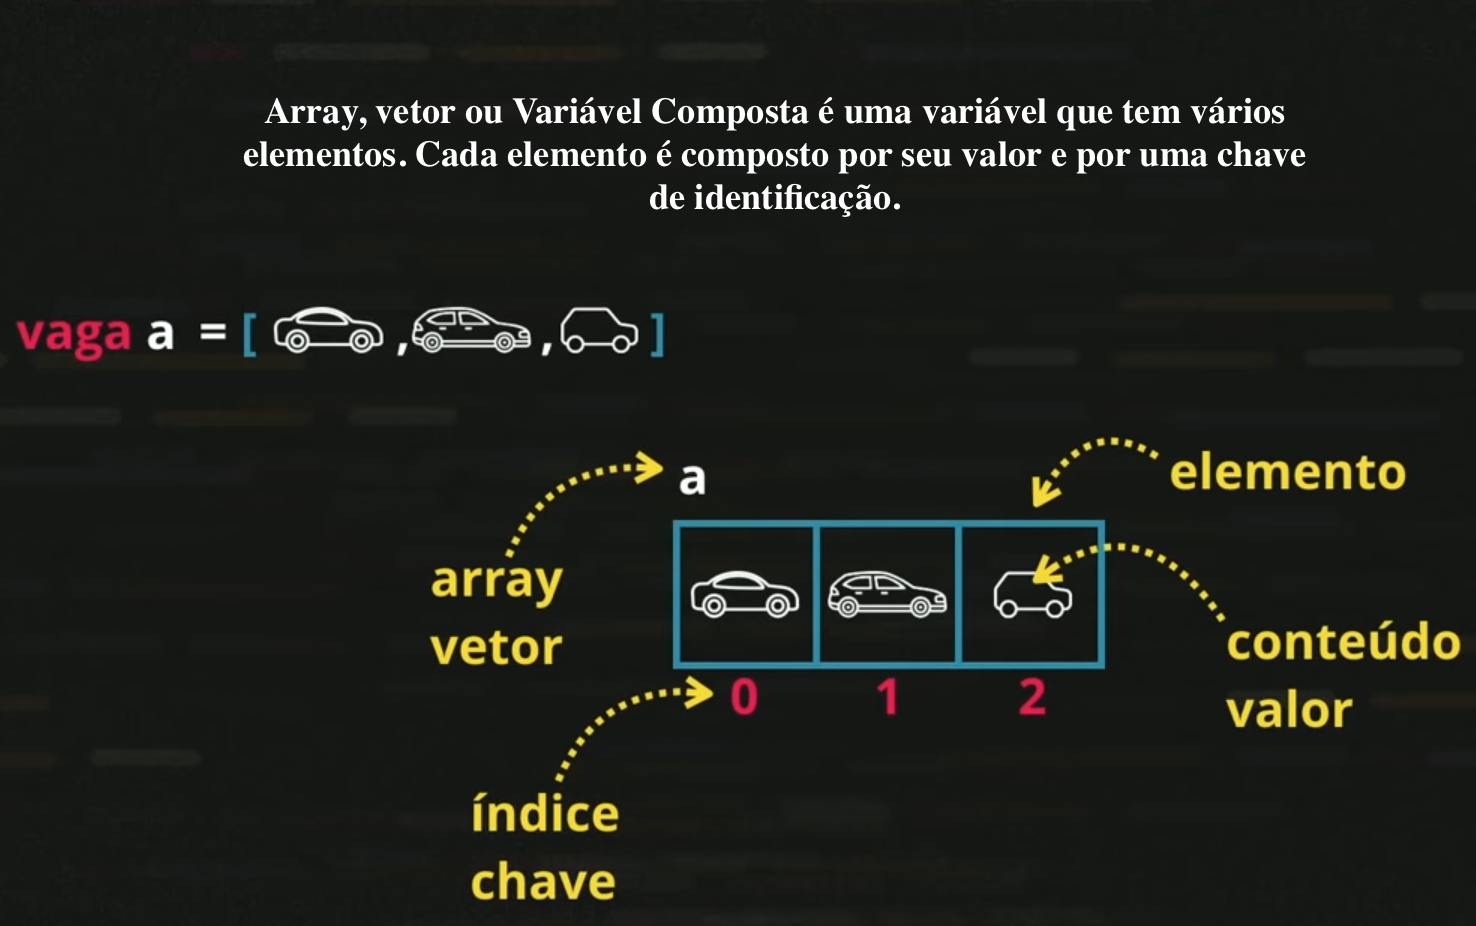 Array, vetor ou Variável Composta é uma variável que tem vários
elementos. Cada elemento é composto por seu valor e por uma chave
de identificação.
vaga a = [ , , ]
a
elemento
array
vetor
conteúdo
valor
0 1 2
índice
chave